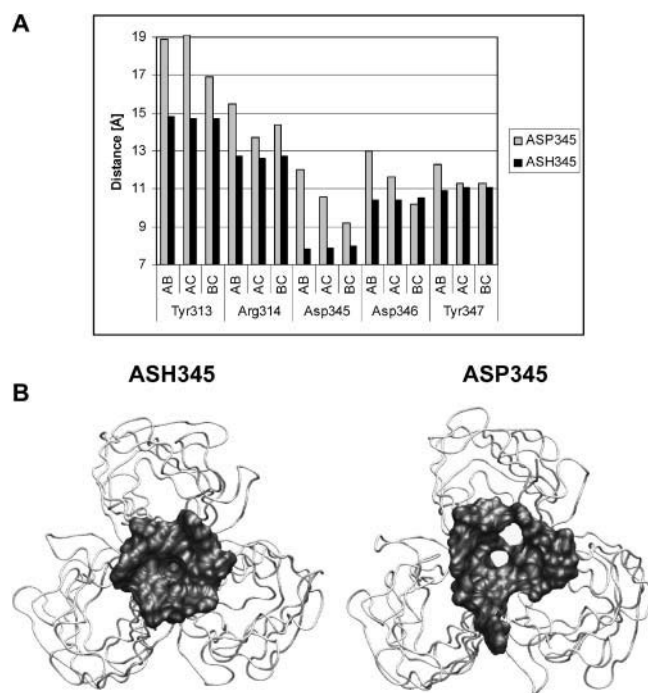 A
19
17
15
13
11
9
7
Distance [Å]
ASP345
ASH345
AB AC BC AB AC BC AB AC BC AB AC BC AB AC BC
Tyr313 Arg314 Asp345 Asp346 Tyr347
ASH345 ASP345
B